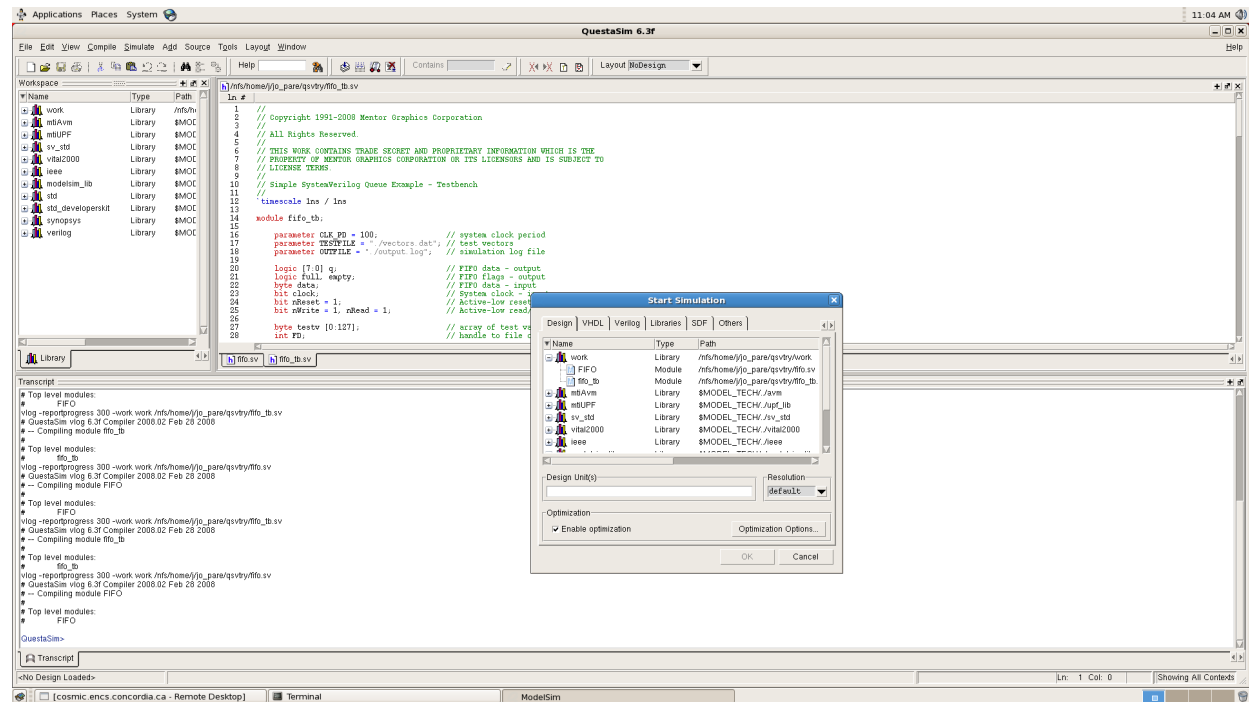 Applications Places System
11:04 AM
QuestaSim 6.3f
File Edit View Compile Simulate Add Source Tools Layout Window
Help
Help
Contains
Layout NoDesign
Workspace
Name Type Path
work Library /nfs/h
mtiAvm Library $MOD
mtiUPF Library $MOD
sv_std Library $MOD
vital2000 Library $MOD
ieee Library $MOD
modelsim_lib Library $MOD
std Library $MOD
std_developerskit Library $MOD
synopsys Library $MOD
verilog Library $MOD
Library
h /nfs/home/j/jo_pare/qsvtry/fifo_tb.sv
ln #
1 //
2 // Copyright 1991-2008 Mentor Graphics Corporation
3 //
4 // All Rights Reserved.
5 //
6 // THIS WORK CONTAINS TRADE SECRET AND PROPRIETARY INFORMATION WHICH IS THE
7 // PROPERTY OF MENTOR GRAPHICS CORPORATION OR ITS LICENSORS AND IS SUBJECT TO
8 // LICENSE TERMS.
9 //
10 // Simple SystemVerilog Queue Example - Testbench
11 //
12 `timescale 1ns / 1ns
13
14 module fifo_tb;
15
16 parameter CLK_PD = 100; // system clock period
17 parameter TESTFILE = "./vectors.dat"; // test vectors
18 parameter OUTFILE = "./output.log"; // simulation log file
19
20 logic [7:0] q; // FIFO data - output
21 logic full, empty; // FIFO flags - output
22 byte data; // FIFO data - input
23 bit clock; // System clock -
24 bit nReset = 1; // Active-low reset
25 bit nWrite = 1, nRead = 1; // Active-low read/
26
27 byte testv [0:127]; // array of test ve
28 int FD; // handle to file
h fifo.sv h fifo_tb.sv
Start Simulation
Design VHDL Verilog Libraries SDF Others
Name Type Path
work Library /nfs/home/j/jo_pare/qsvtry/work
FIFO Module /nfs/home/j/jo_pare/qsvtry/fifo.sv
fifo_tb Module /nfs/home/j/jo_pare/qsvtry/fifo_tb.
mtiAvm Library $MODEL_TECH/../avm
mtiUPF Library $MODEL_TECH/../upf_lib
sv_std Library $MODEL_TECH/../sv_std
vital2000 Library $MODEL_TECH/../vital2000
ieee Library $MODEL_TECH/../ieee
Design Unit(s)
Resolution
default
Optimization
Enable optimization
Optimization Options...
OK Cancel
Transcript
# Top level modules:
# FIFO
vlog -reportprogress 300 -work work /nfs/home/j/jo_pare/qsvtry/fifo_tb.sv
# QuestaSim vlog 6.3f Compiler 2008.02 Feb 28 2008
# -- Compiling module fifo_tb
#
# Top level modules:
# fifo_tb
vlog -reportprogress 300 -work work /nfs/home/j/jo_pare/qsvtry/fifo.sv
# QuestaSim vlog 6.3f Compiler 2008.02 Feb 28 2008
# -- Compiling module FIFO
#
# Top level modules:
# FIFO
vlog -reportprogress 300 -work work /nfs/home/j/jo_pare/qsvtry/fifo_tb.sv
# QuestaSim vlog 6.3f Compiler 2008.02 Feb 28 2008
# -- Compiling module fifo_tb
#
# Top level modules:
# fifo_tb
vlog -reportprogress 300 -work work /nfs/home/j/jo_pare/qsvtry/fifo.sv
# QuestaSim vlog 6.3f Compiler 2008.02 Feb 28 2008
# -- Compiling module FIFO
#
# Top level modules:
# FIFO
QuestaSim>
Transcript
<No Design Loaded>
Ln: 1 Col: 0
Showing All Contexts
[cosmic.encs.concordia.ca - Remote Desktop]
Terminal
ModelSim